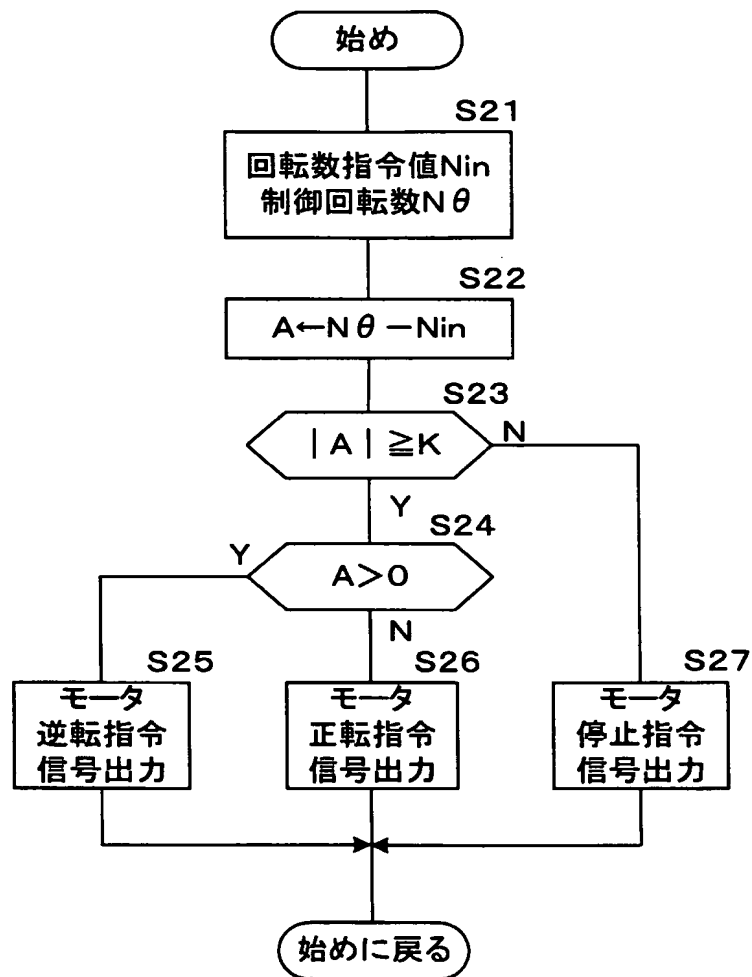 始め
S21
回転数指令値Nin
制御回転数Nθ
S22
A←Nθ-Nin
S23
|A|≧K
N
Y
S24
Y
A>0
N
S25
モータ
逆転指令
信号出力
S26
モータ
正転指令
信号出力
S27
モータ
停止指令
信号出力
始めに戻る